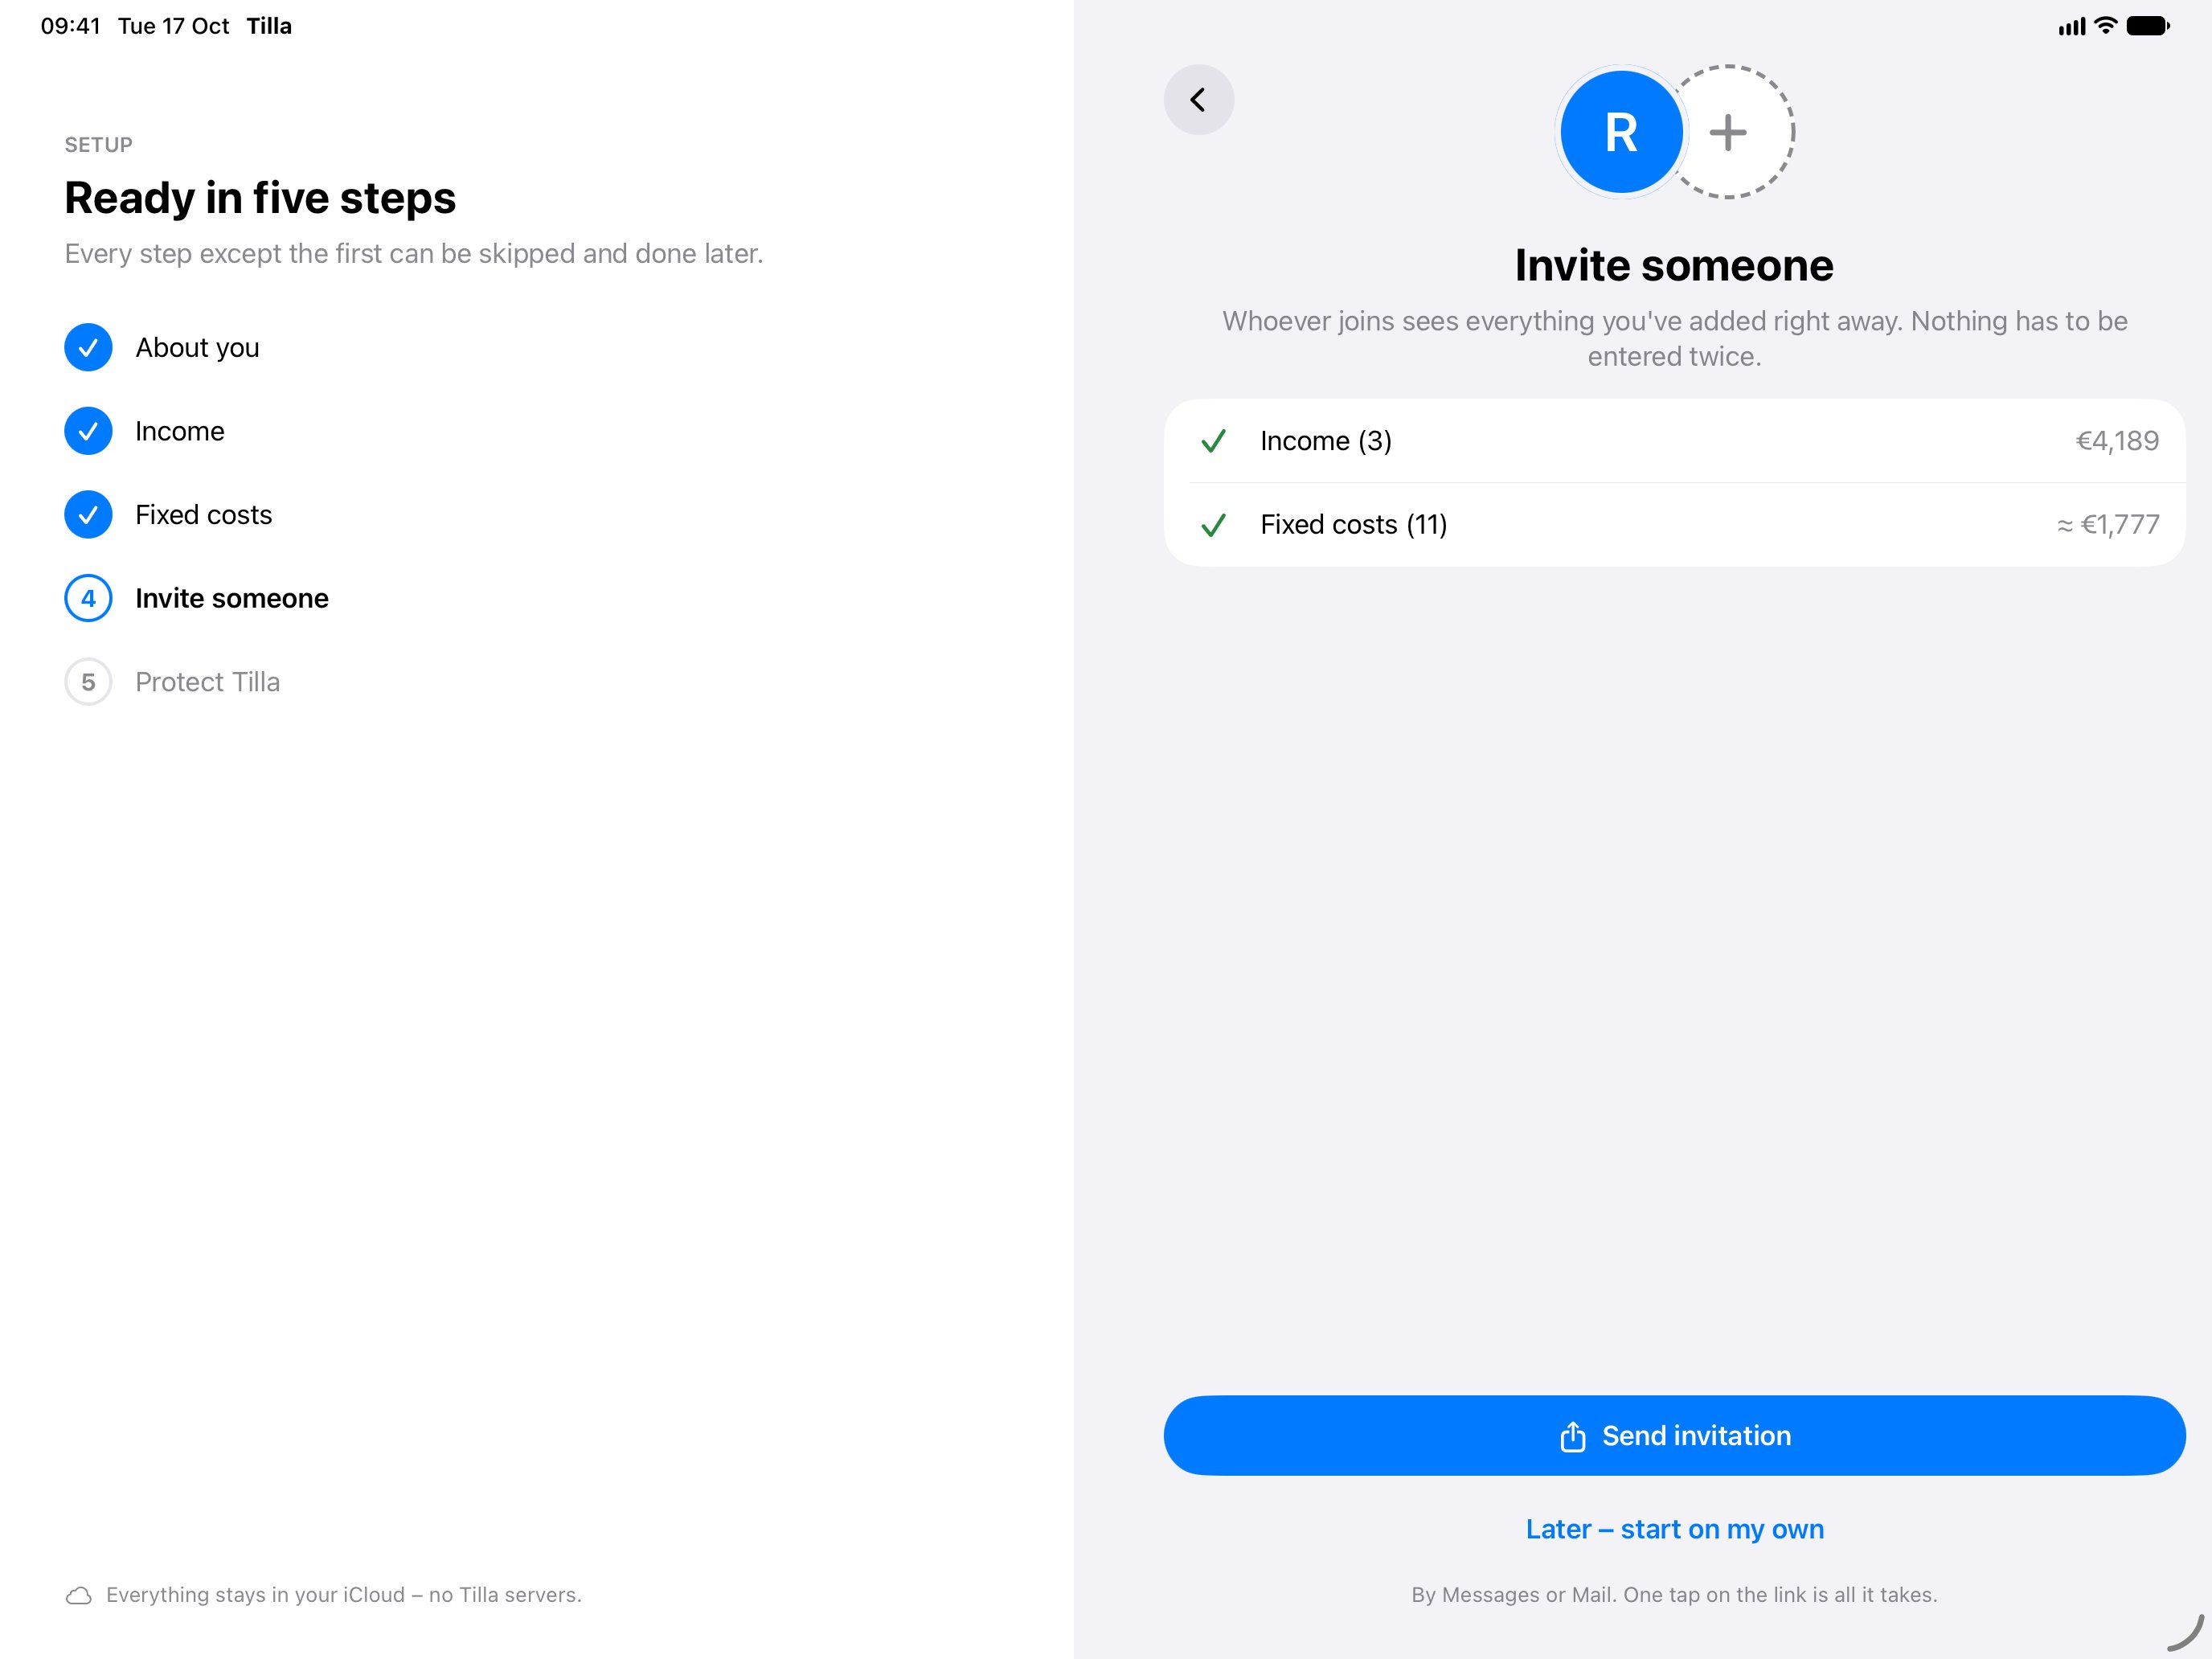 09:41 Tue 17 Oct Tilla
SETUP
Ready in five steps
Every step except the first can be skipped and done later.
About you
Income
Fixed costs
4 Invite someone
5 Protect Tilla
Everything stays in your iCloud – no Tilla servers.
R
Invite someone
Whoever joins sees everything you've added right away. Nothing has to be
entered twice.
Income (3) €4,189
Fixed costs (11) ≈ €1,777
Send invitation
Later – start on my own
By Messages or Mail. One tap on the link is all it takes.